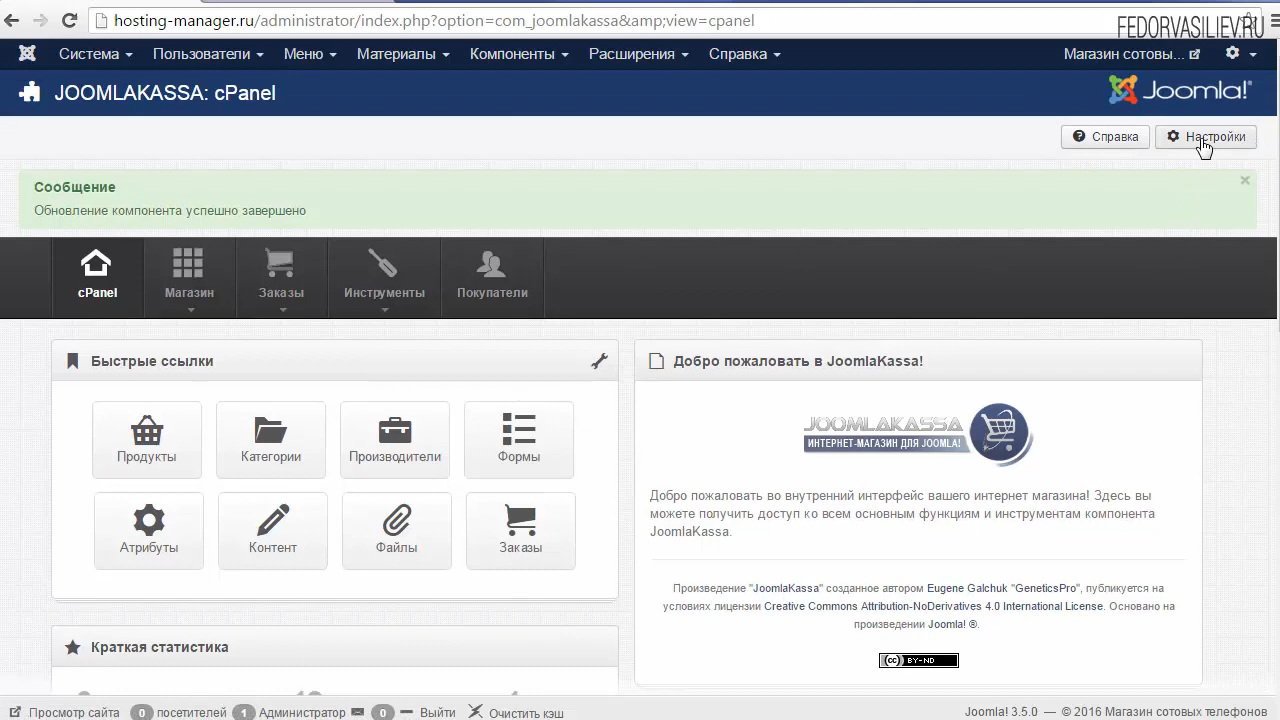 hosting-manager.ru/administrator/index.php?option=com_joomlakassa&amp;view=cpanel
FEDORVASILIEV.RU
Система Пользователи Меню Материалы Компоненты Расширения Справка Магазин сотовы...
JOOMLAKASSA: cPanel
Joomla!®
Справка Настройки
Сообщение
×
Обновление компонента успешно завершено
cPanel Магазин Заказы Инструменты Покупатели
Быстрые ссылки
Продукты Категории Производители Формы
Атрибуты Контент Файлы Заказы
Краткая статистика
Добро пожаловать в JoomlaKassa!
JOOMLAKASSA
ИНТЕРНЕТ-МАГАЗИН ДЛЯ JOOMLA!
Добро пожаловать во внутренний интерфейс вашего интернет магазина! Здесь вы
можете получить доступ ко всем основным функциям и инструментам компонента
JoomlaKassa.
Произведение "JoomlaKassa" созданное автором Eugene Galchuk "GeneticsPro", публикуется на
условиях лицензии Creative Commons Attribution-NoDerivatives 4.0 International License. Основано на
произведении Joomla! ®.
cc BY-ND
Просмотр сайта 0 посетителей 1 Администратор 0 Выйти Очистить кэш
Joomla! 3.5.0 — © 2016 Магазин сотовых телефонов